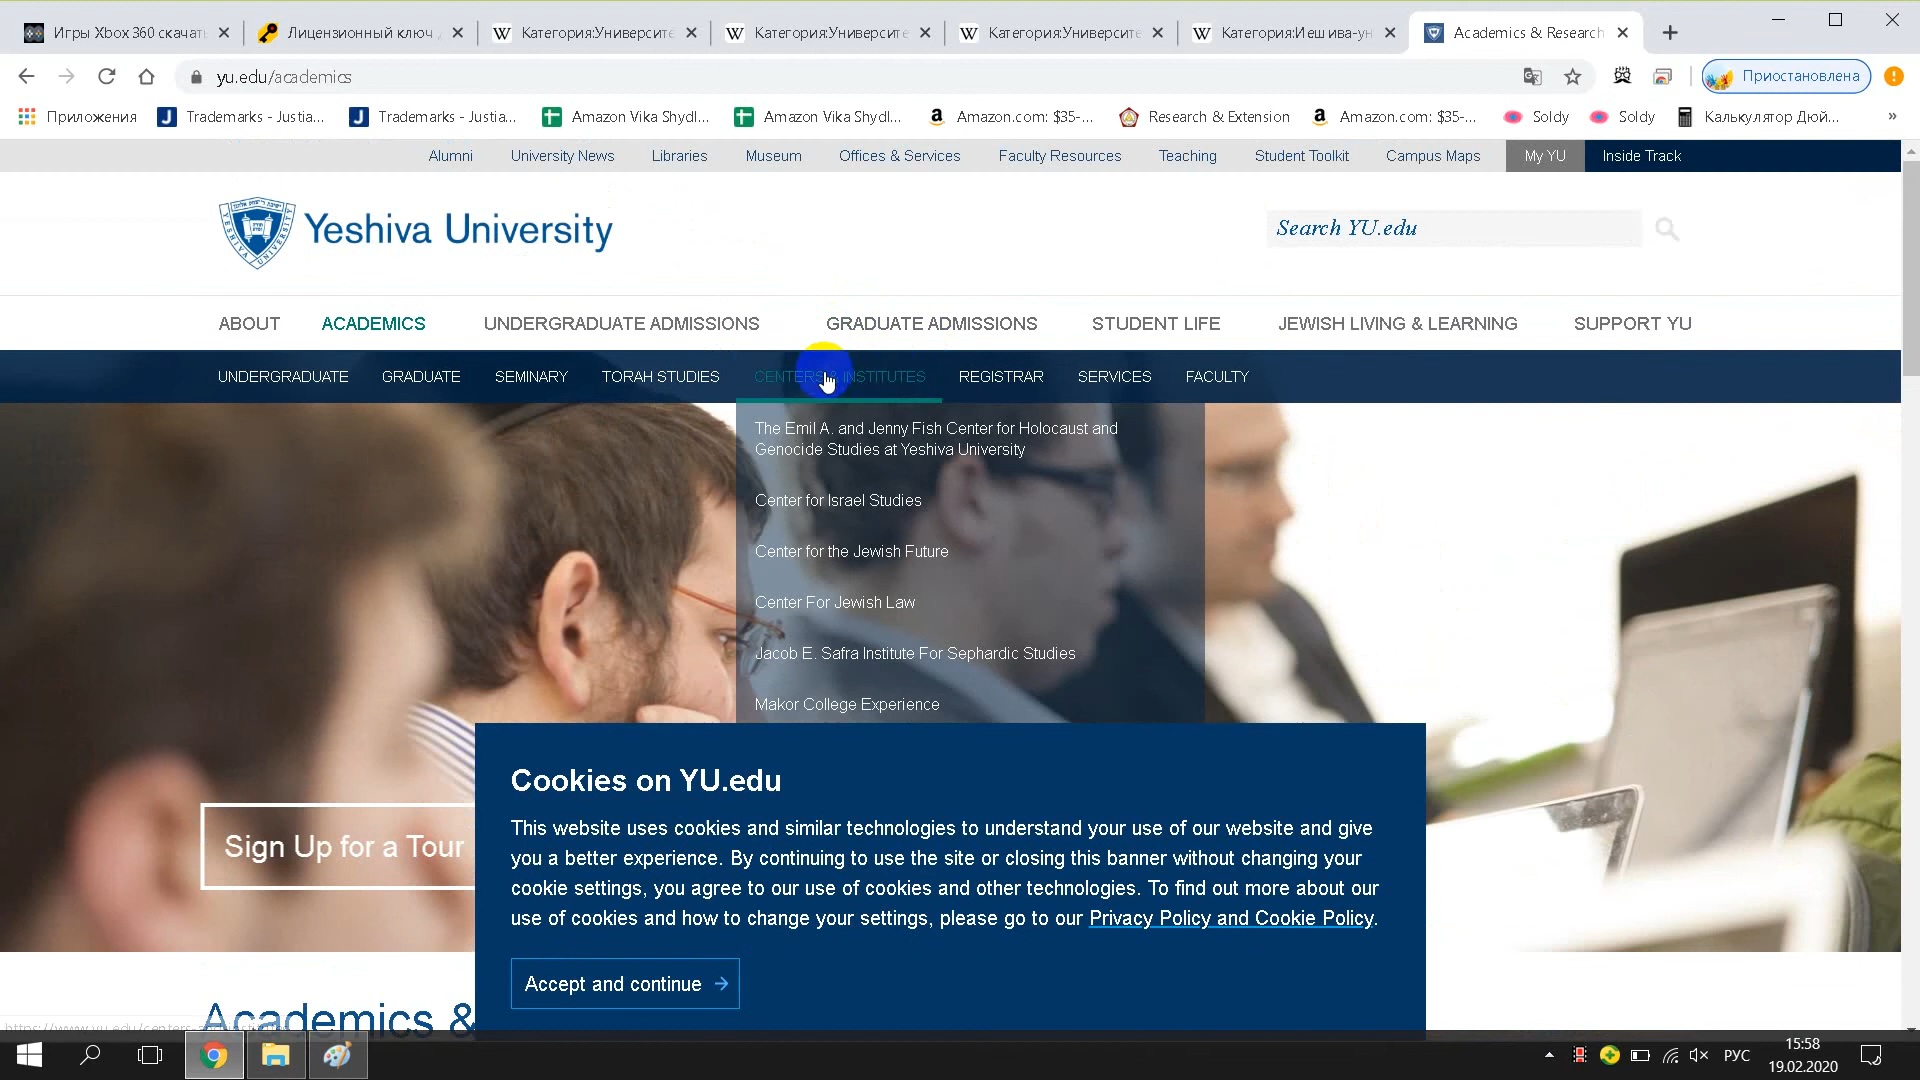 Игры Xbox 360 скачать
Лицензионный ключ
Категория:Университе
Категория:Университе
Категория:Университе
Категория:Иешива-ун
Academics & Research
yu.edu/academics
Приостановлена
Приложения
Trademarks - Justia...
Trademarks - Justia...
Amazon Vika Shydl...
Amazon Vika Shydl...
Amazon.com: $35-...
Research & Extension
Amazon.com: $35-...
Soldy
Soldy
Калькулятор Дюй...
»
Alumni
University News
Libraries
Museum
Offices & Services
Faculty Resources
Teaching
Student Toolkit
Campus Maps
My YU
Inside Track
Yeshiva University
Search YU.edu
ABOUT
ACADEMICS
UNDERGRADUATE ADMISSIONS
GRADUATE ADMISSIONS
STUDENT LIFE
JEWISH LIVING & LEARNING
SUPPORT YU
UNDERGRADUATE
GRADUATE
SEMINARY
TORAH STUDIES
CENTERS & INSTITUTES
REGISTRAR
SERVICES
FACULTY
The Emil A. and Jenny Fish Center for Holocaust and
Genocide Studies at Yeshiva University
Center for Israel Studies
Center for the Jewish Future
Center For Jewish Law
Jacob E. Safra Institute For Sephardic Studies
Makor College Experience
Sign Up for a Tour
Cookies on YU.edu
This website uses cookies and similar technologies to understand your use of our website and give
you a better experience. By continuing to use the site or closing this banner without changing your
cookie settings, you agree to our use of cookies and other technologies. To find out more about our
use of cookies and how to change your settings, please go to our Privacy Policy and Cookie Policy.
Accept and continue
Academics &
РУС
15:58
19.02.2020